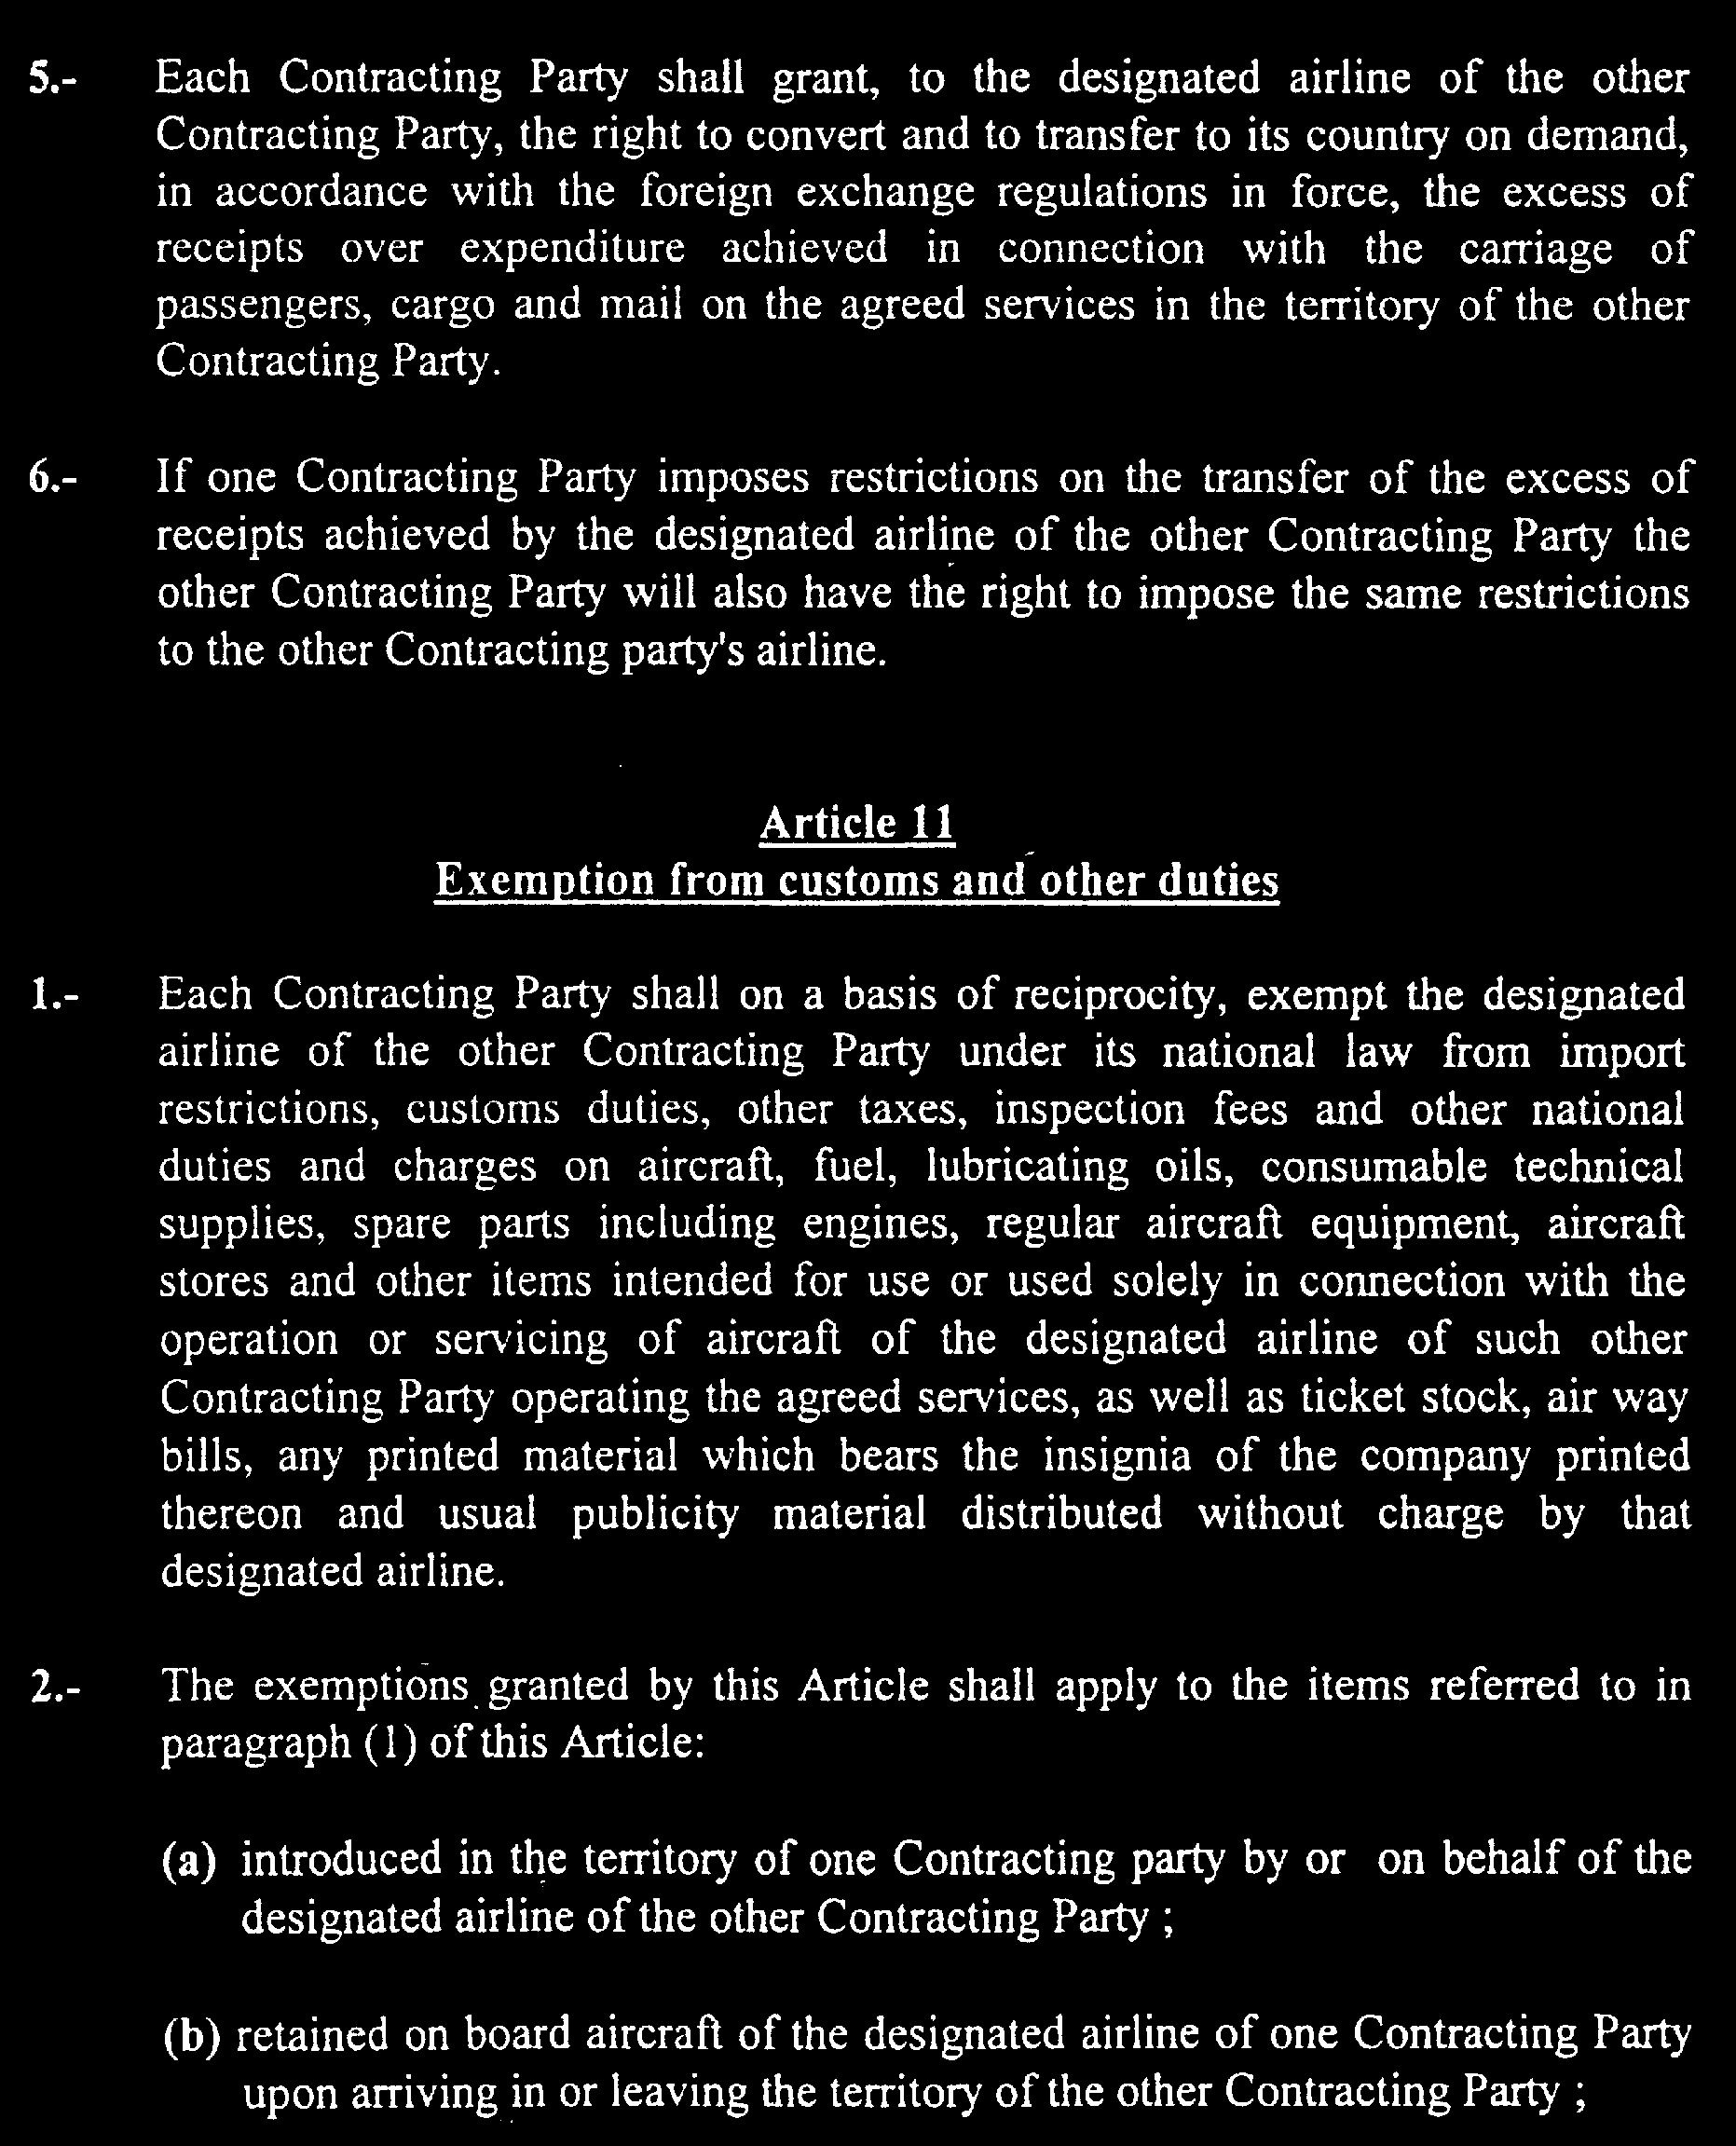 5.- Each Contracting Party shall grant, to the designated airline of the other
Contracting Party, the right to convert and to transfer to its country on demand,
in accordance with the foreign exchange regulations in force, the excess of
receipts over expenditure achieved in connection with the carriage of
passengers, cargo and mail on the agreed services in the territory of the other
Contracting Party.
6.- If one Contracting Party imposes restrictions on the transfer of the excess of
receipts achieved by the designated airline of the other Contracting Party the
other Contracting Party will also have the right to impose the same restrictions
to the other Contracting party's airline.
Article 11
Exemption from customs and other duties
1.- Each Contracting Party shall on a basis of reciprocity, exempt the designated
airline of the other Contracting Party under its national law from import
restrictions, customs duties, other taxes, inspection fees and other national
duties and charges on aircraft, fuel, lubricating oils, consumable technical
supplies, spare parts including engines, regular aircraft equipment, aircraft
stores and other items intended for use or used solely in connection with the
operation or servicing of aircraft of the designated airline of such other
Contracting Party operating the agreed services, as well as ticket stock, air way
bills, any printed material which bears the insignia of the company printed
thereon and usual publicity material distributed without charge by that
designated airline.
2.- The exemptions granted by this Article shall apply to the items referred to in
paragraph (1) of this Article:
(a) introduced in the territory of one Contracting party by or on behalf of the
designated airline of the other Contracting Party ;
(b) retained on board aircraft of the designated airline of one Contracting Party
upon arriving in or leaving the territory of the other Contracting Party ;